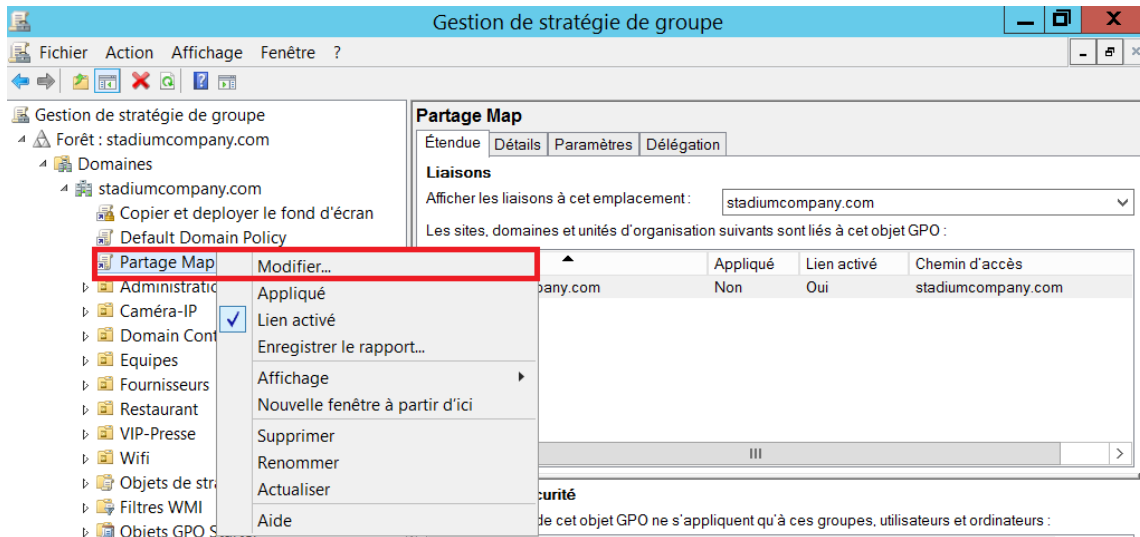 Gestion de stratégie de groupe
Fichier Action Affichage Fenêtre ?
Gestion de stratégie de groupe
Forêt : stadiumcompany.com
Domaines
stadiumcompany.com
Copier et deployer le fond d'écran
Default Domain Policy
Partage Map
Administratio
Caméra-IP
Domain Cont
Equipes
Fournisseurs
Restaurant
VIP-Presse
Wifi
Objets de stra
Filtres WMI
Objets GPO S
Modifier...
Appliqué
Lien activé
Enregistrer le rapport...
Affichage
Nouvelle fenêtre à partir d'ici
Supprimer
Renommer
Actualiser
Aide
Partage Map
Étendue Détails Paramètres Délégation
Liaisons
Afficher les liaisons à cet emplacement : stadiumcompany.com
Les sites, domaines et unités d'organisation suivants sont liés à cet objet GPO :
Appliqué Lien activé Chemin d'accès
pany.com Non Oui stadiumcompany.com
curité
de cet objet GPO ne s'appliquent qu'à ces groupes, utilisateurs et ordinateurs :